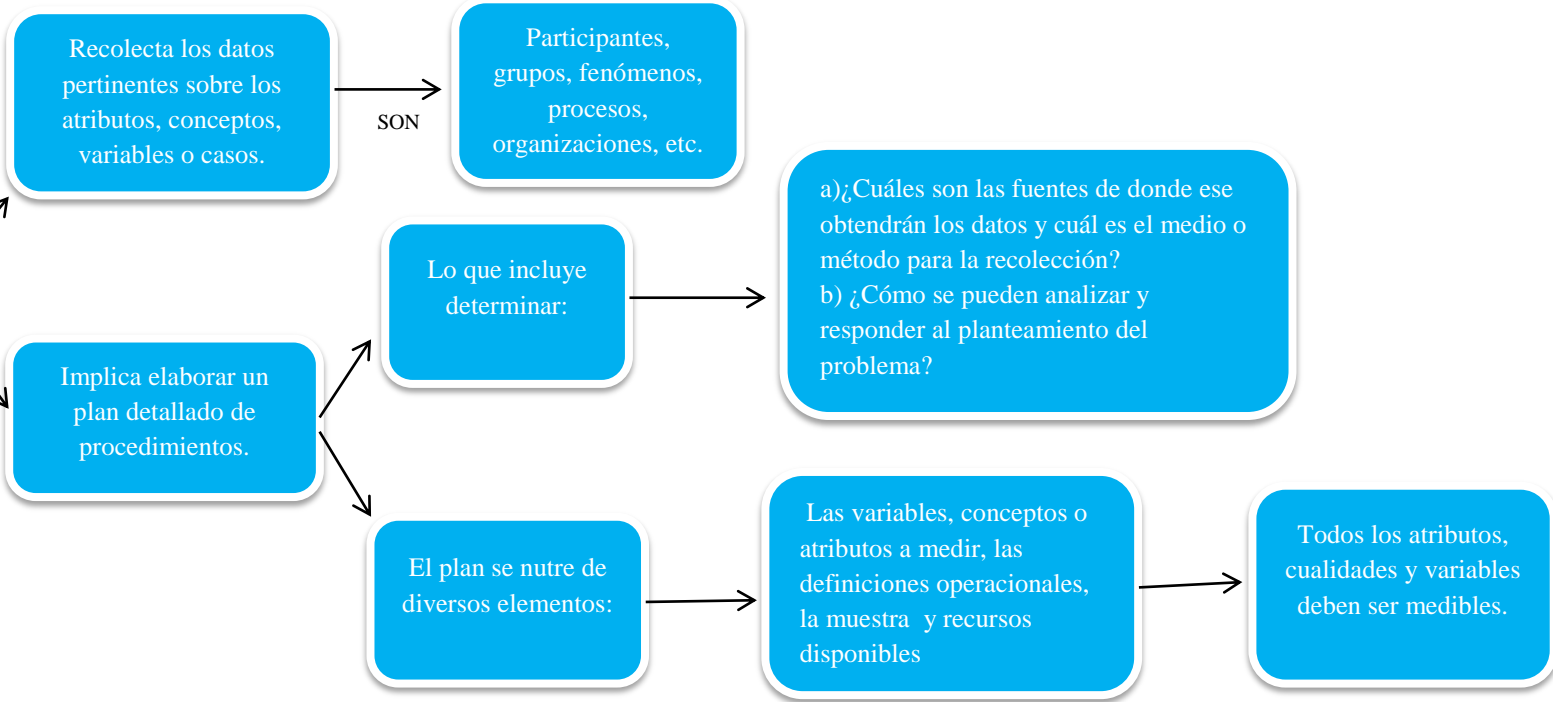 Recolecta los datos
pertinentes sobre los
atributos, conceptos,
variables o casos.
SON
Participantes,
grupos, fenómenos,
procesos,
organizaciones, etc.
Implica elaborar un
plan detallado de
procedimientos.
Lo que incluye
determinar:
a)¿Cuáles son las fuentes de donde ese
obtendrán los datos y cuál es el medio o
método para la recolección?
b) ¿Cómo se pueden analizar y
responder al planteamiento del
problema?
El plan se nutre de
diversos elementos:
Las variables, conceptos o
atributos a medir, las
definiciones operacionales,
la muestra y recursos
disponibles
Todos los atributos,
cualidades y variables
deben ser medibles.